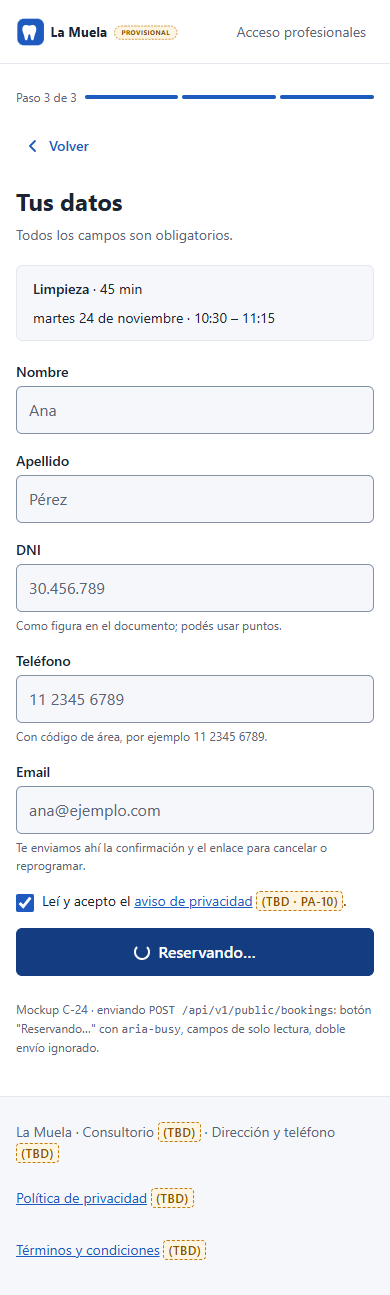 La Muela PROVISIONAL Acceso profesionales
Paso 3 de 3
Volver
Tus datos
Todos los campos son obligatorios.
Limpieza · 45 min
martes 24 de noviembre · 10:30 – 11:15
Nombre
Ana
Apellido
Pérez
DNI
30.456.789
Como figura en el documento; podés usar puntos.
Teléfono
11 2345 6789
Con código de área, por ejemplo 11 2345 6789.
Email
ana@ejemplo.com
Te enviamos ahí la confirmación y el enlace para cancelar o
reprogramar.
Leí y acepto el aviso de privacidad (TBD · PA-10).
Reservando…
Mockup C-24 · enviando POST /api/v1/public/bookings: botón
"Reservando…" con aria-busy, campos de solo lectura, doble
envío ignorado.
La Muela · Consultorio (TBD) · Dirección y teléfono
(TBD)
Política de privacidad (TBD)
Términos y condiciones (TBD)